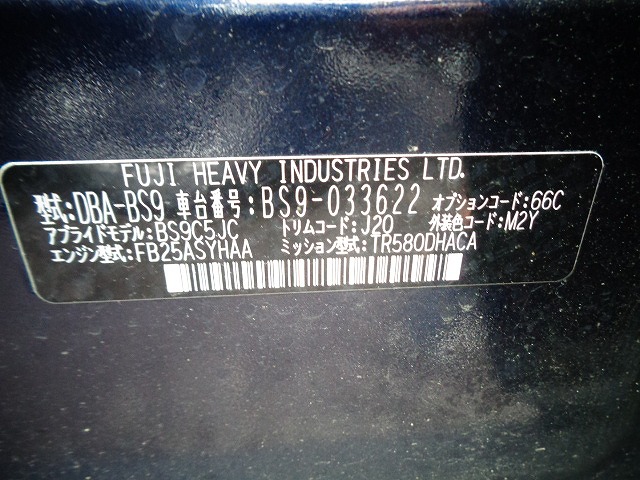 FUJI HEAVY INDUSTRIES LTD.
型式:DBA-BS9 車台番号:BS9-033622 オプションコード:66C
アプライドモデル:BS9C5JC トリムコード:J20 外装色コード:M2Y
エンジン型式:FB25ASYHAA ミッション型式:TR580DHACA